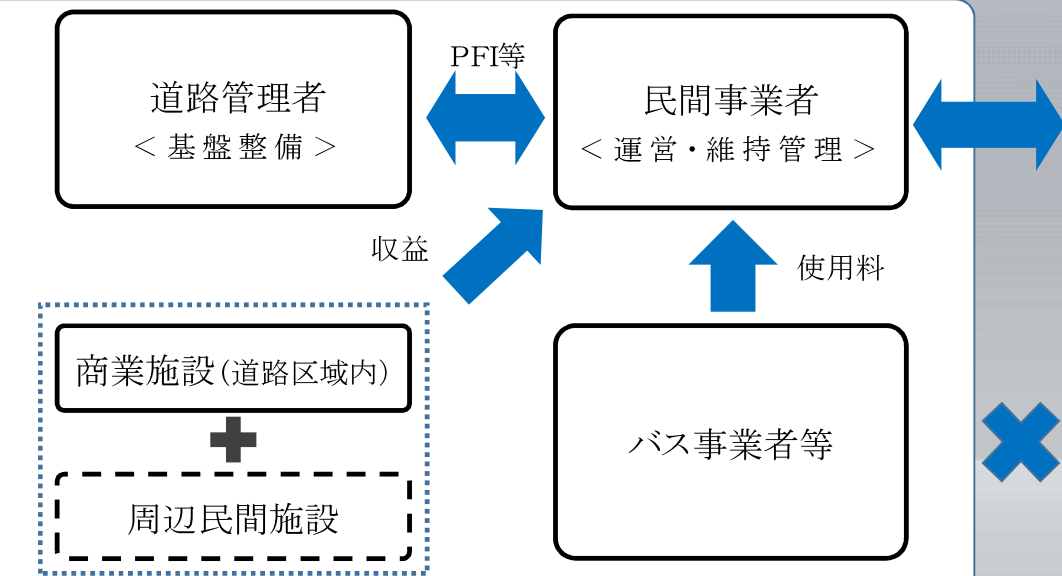 PFI等
道路管理者
＜基盤整備＞
民間事業者
＜運営・維持管理＞
収益
使用料
商業施設（道路区域内）
周辺民間施設
バス事業者等